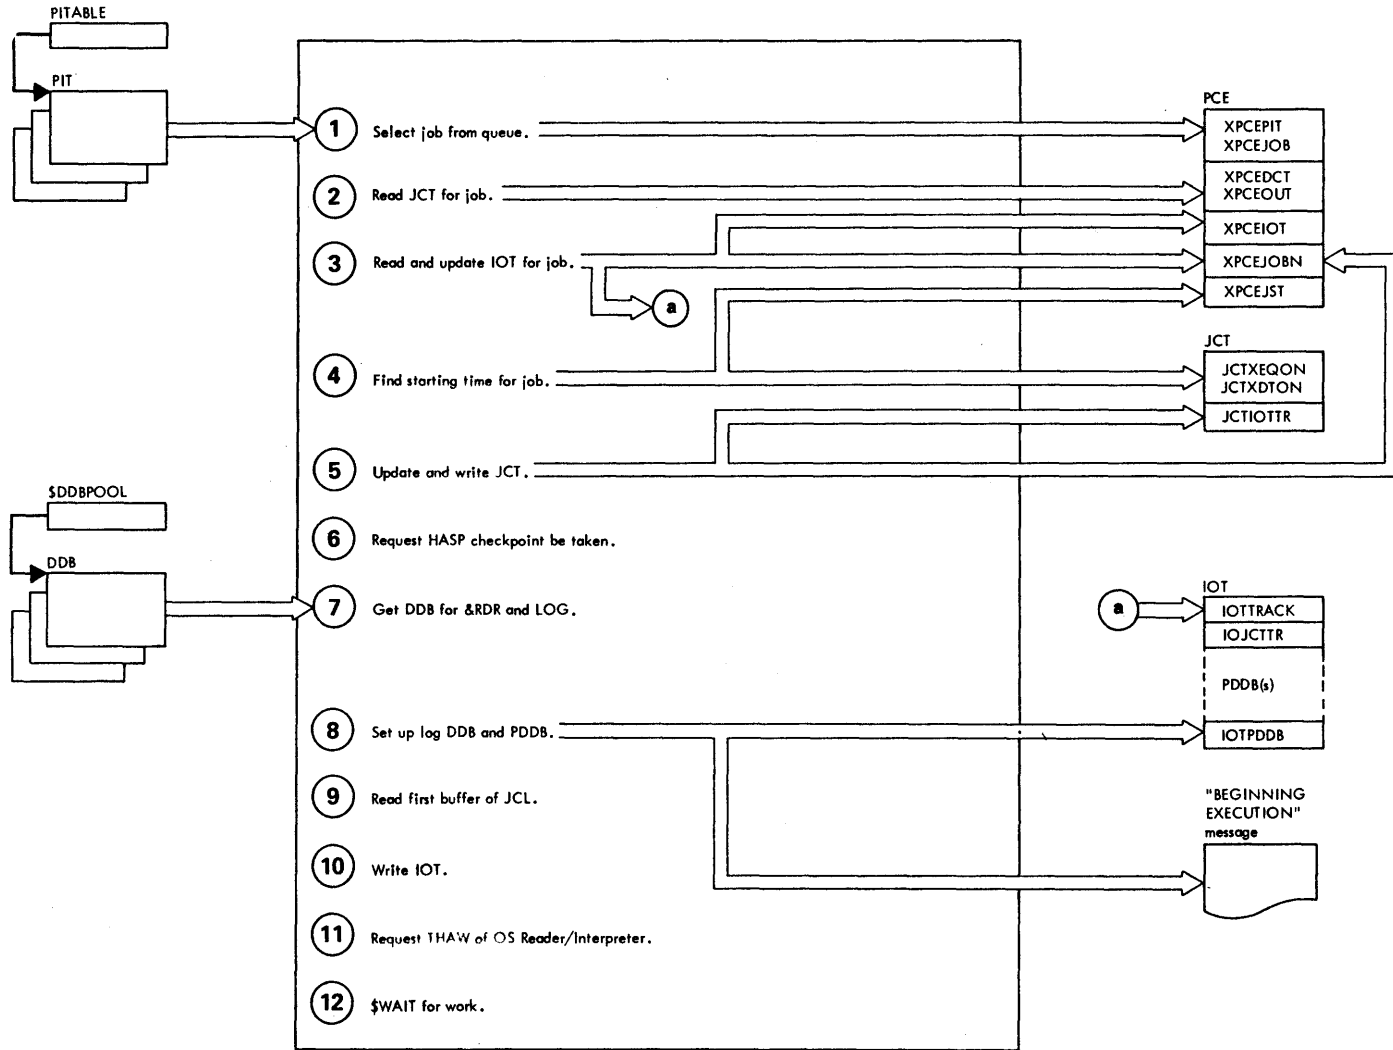 PITABLE
PIT
1 Select job from queue.
2 Read JCT for job.
3 Read and update IOT for job.
a
4 Find starting time for job.
5 Update and write JCT.
$DDBPOOL
DDB
6 Request HASP checkpoint be taken.
7 Get DDB for &RDR and LOG.
8 Set up log DDB and PDDB.
9 Read first buffer of JCL.
10 Write IOT.
11 Request THAW of OS Reader/Interpreter.
12 $WAIT for work.
PCE
XPCEPIT
XPCEJOB
XPCEDCT
XPCEOUT
XPCEIOT
XPCEJOBN
XPCEJST
JCT
JCTXEQON
JCTXDTON
JCTIOTTR
IOT
a
IOTTRACK
IOJCTTR
PDDB(s)
IOTPDDB
"BEGINNING
EXECUTION"
message